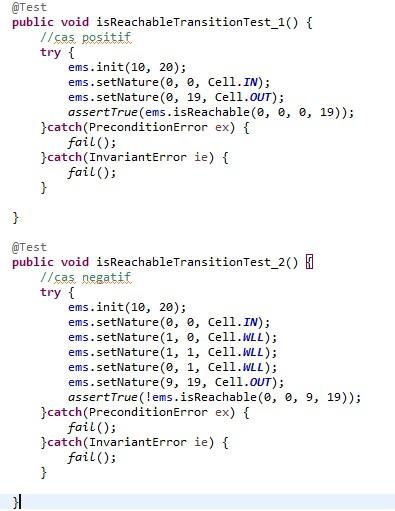 @Test
public void isReachableTransitionTest_1() {
    //cas positif
    try {
        ems.init(10, 20);
        ems.setNature(0, 0, Cell.IN);
        ems.setNature(0, 19, Cell.OUT);
        assertTrue(ems.isReachable(0, 0, 0, 19));
    }catch(PreconditionError ex) {
        fail();
    }catch(InvariantError ie) {
        fail();
    }
}
@Test
public void isReachableTransitionTest_2() {
    //cas negatif
    try {
        ems.init(10, 20);
        ems.setNature(0, 0, Cell.IN);
        ems.setNature(1, 0, Cell.WLL);
        ems.setNature(1, 1, Cell.WLL);
        ems.setNature(0, 1, Cell.WLL);
        ems.setNature(9, 19, Cell.OUT);
        assertTrue(!ems.isReachable(0, 0, 9, 19));
    }catch(PreconditionError ex) {
        fail();
    }catch(InvariantError ie) {
        fail();
    }
}